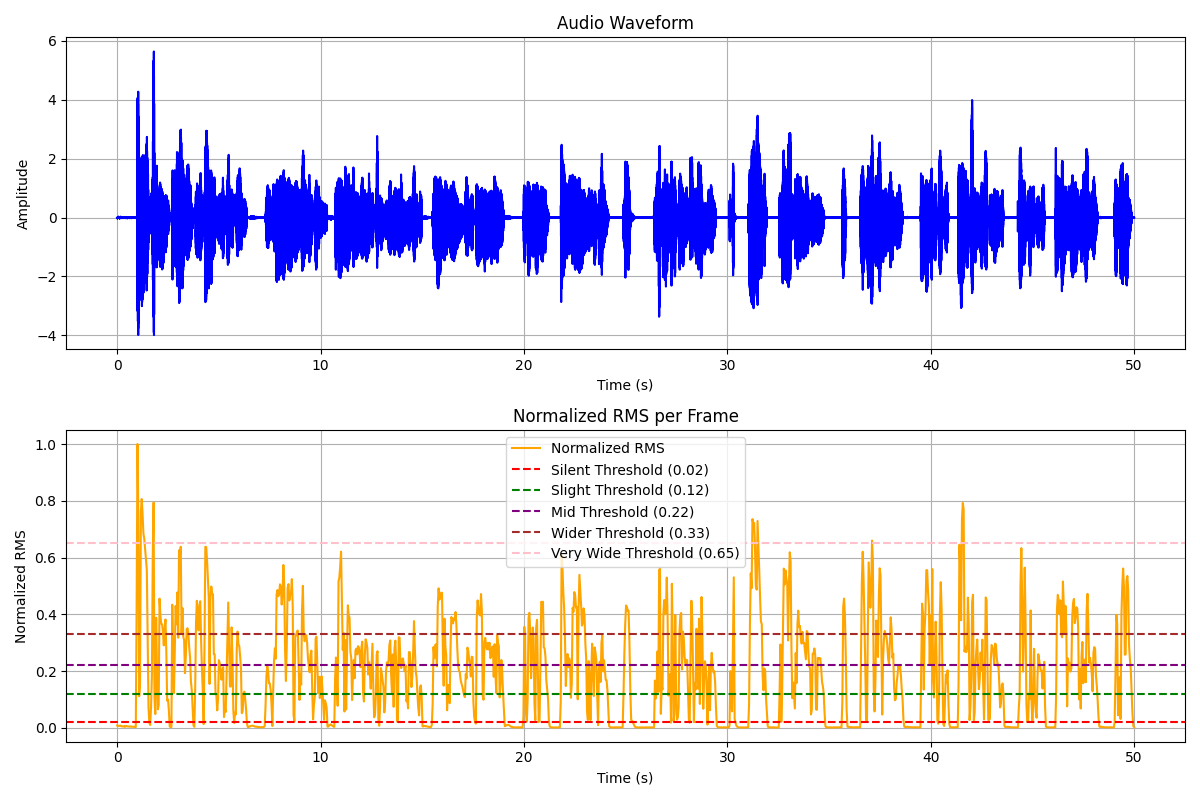 Audio Waveform
6
4
2
0
−2
−4
Amplitude
0 10 20 30 40 50
Time (s)
Normalized RMS per Frame
1.0
0.8
0.6
0.4
0.2
0.0
Normalized RMS
Normalized RMS
Silent Threshold (0.02)
Slight Threshold (0.12)
Mid Threshold (0.22)
Wider Threshold (0.33)
Very Wide Threshold (0.65)
0 10 20 30 40 50
Time (s)